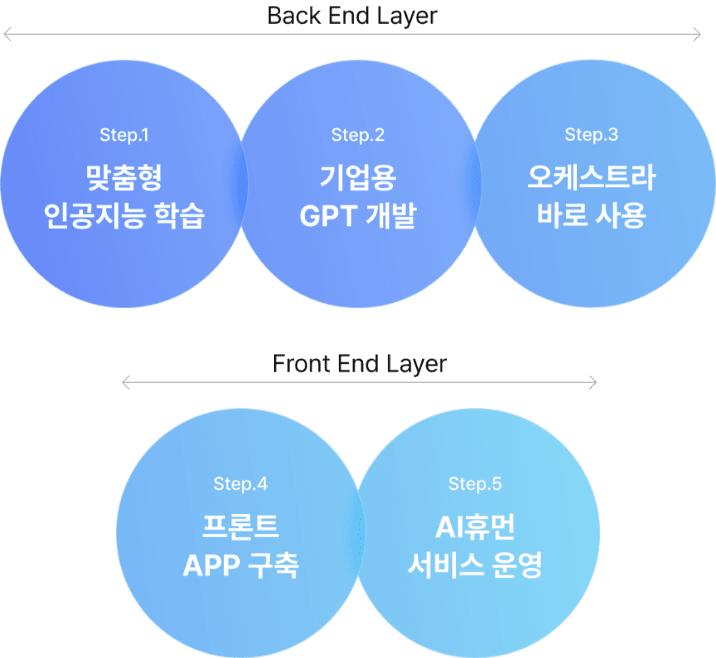 Back End Layer
Step.1
맞춤형
인공지능 학습
Step.2
기업용
GPT 개발
Step.3
오케스트라
바로 사용
Front End Layer
Step.4
프론트
APP 구축
Step.5
AI휴먼
서비스 운영